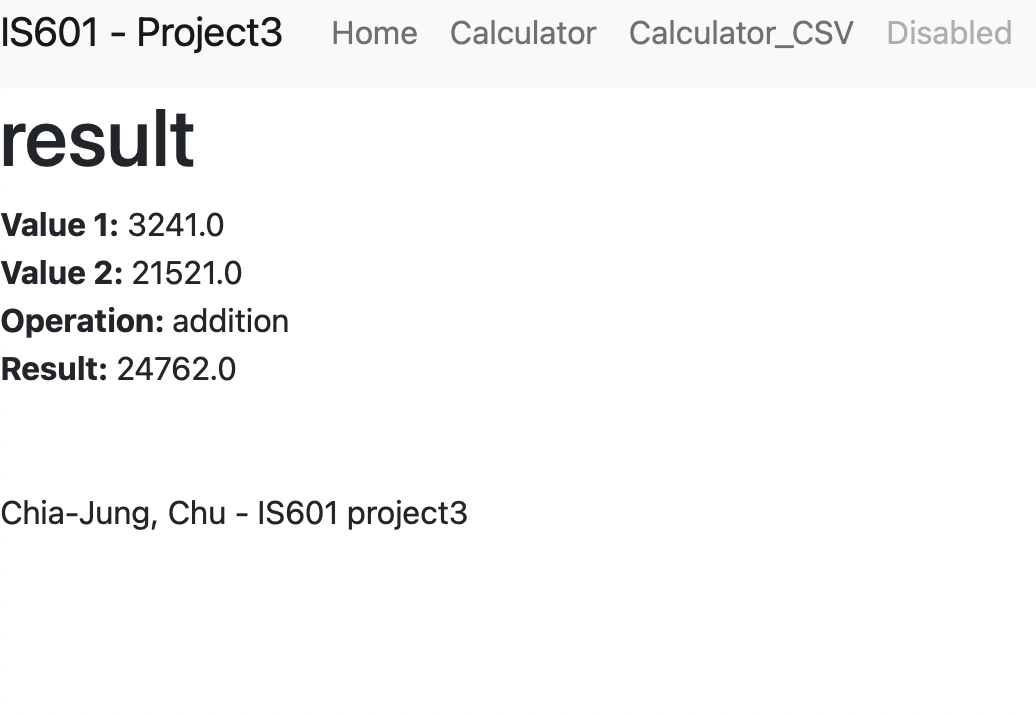 IS601 - Project3 Home Calculator Calculator_CSV Disabled
result
Value 1: 3241.0
Value 2: 21521.0
Operation: addition
Result: 24762.0
Chia-Jung, Chu - IS601 project3